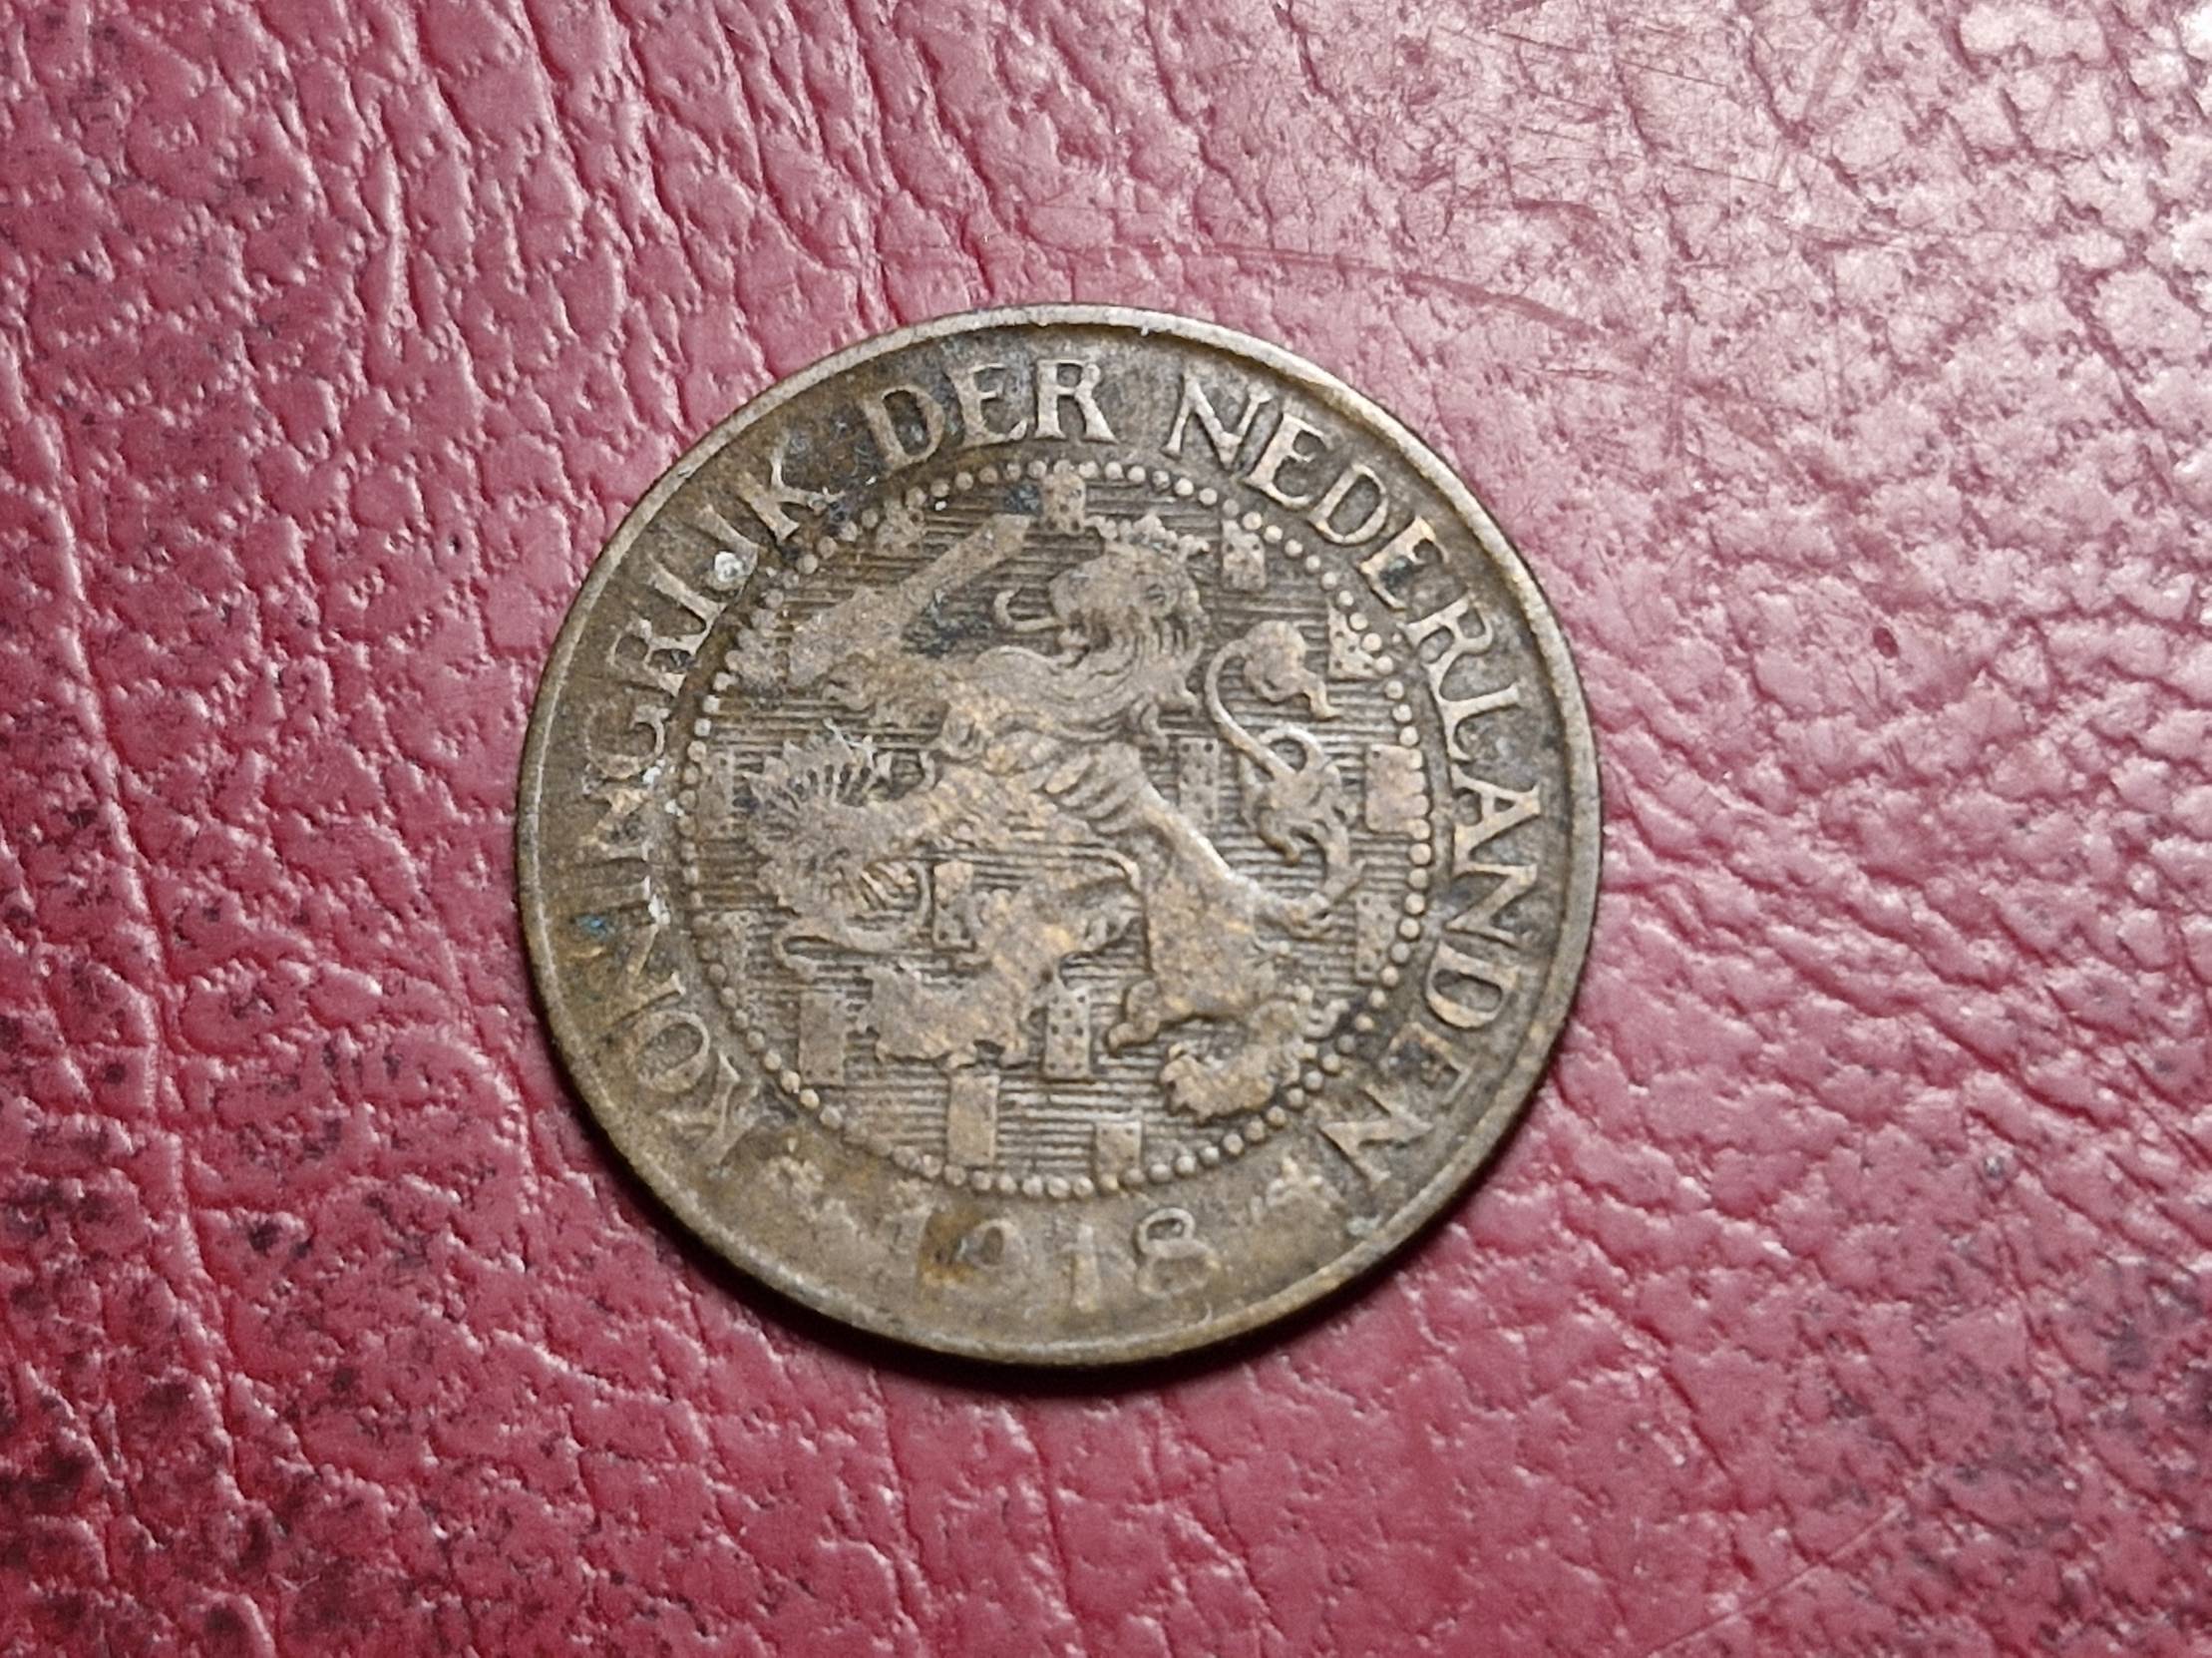 KONINGRIJK DER NEDERLANDEN
1918